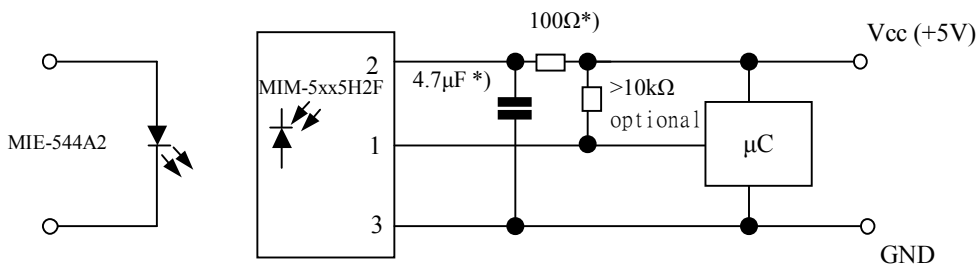 100Ω*)
Vcc (+5V)
2
4.7μF *)
>10kΩ
optional
MIM-5xx5H2F
MIE-544A2
1
μC
3
GND